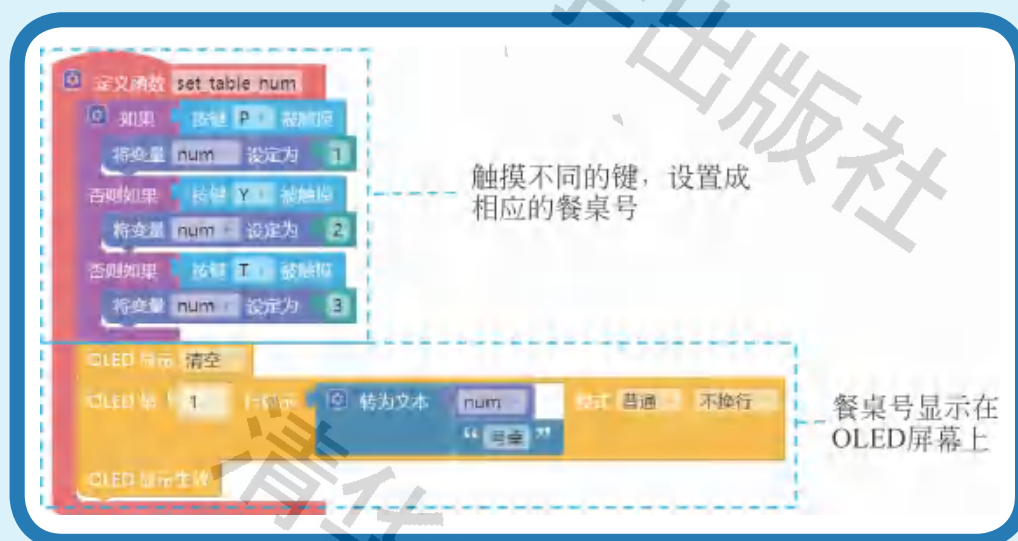 定义函数 set_table_num
如果 按键 P 被触摸
将变量 num 设定为 1
否则如果 按键 Y 被触摸
将变量 num 设定为 2
否则如果 按键 T 被触摸
将变量 num 设定为 3
触摸不同的键，设置成
相应的餐桌号
OLED 显示 清空
OLED 第 1 行显示 转为文本 num 模式 普通 不换行
“ 号桌 ”
OLED 显示生效
餐桌号显示在
OLED屏幕上
清华
学出版社